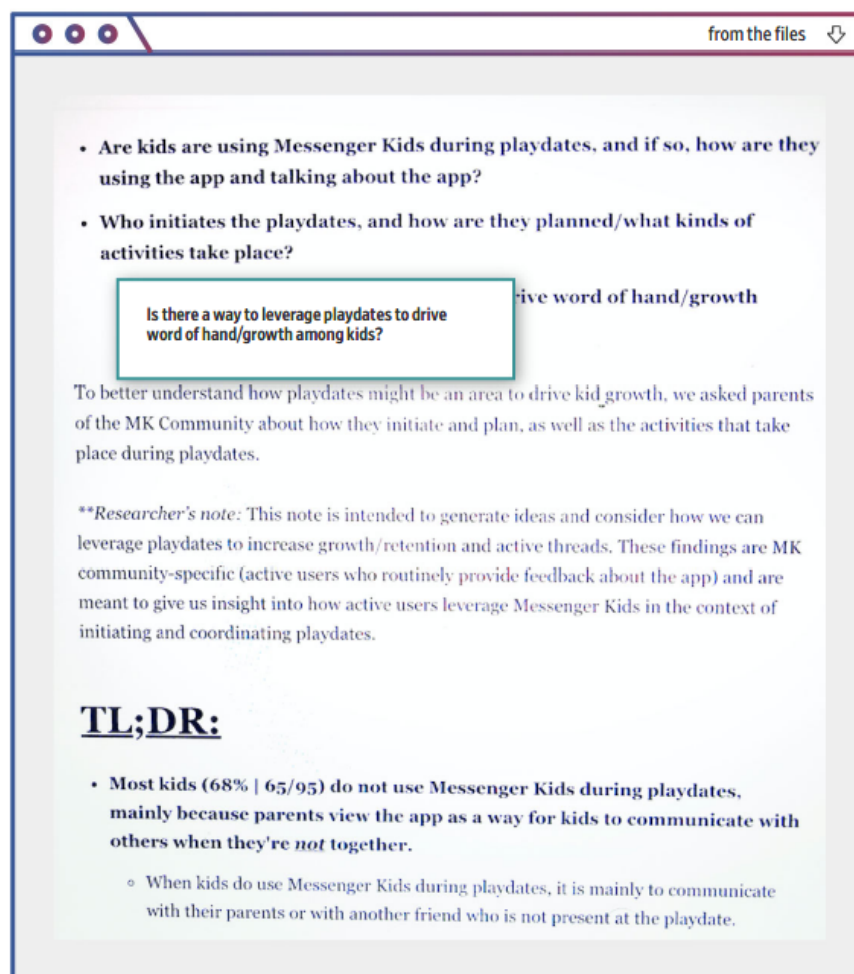 from the files
• Are kids are using Messenger Kids during playdates, and if so, how are they
using the app and talking about the app?
• Who initiates the playdates, and how are they planned/what kinds of
activities take place?
rive word of hand/growth
Is there a way to leverage playdates to drive
word of hand/growth among kids?
To better understand how playdates might be an area to drive kid growth, we asked parents
of the MK Community about how they initiate and plan, as well as the activities that take
place during playdates.
**Researcher's note: This note is intended to generate ideas and consider how we can
leverage playdates to increase growth/retention and active threads. These findings are MK
community-specific (active users who routinely provide feedback about the app) and are
meant to give us insight into how active users leverage Messenger Kids in the context of
initiating and coordinating playdates.
TL;DR:
• Most kids (68% | 65/95) do not use Messenger Kids during playdates,
mainly because parents view the app as a way for kids to communicate with
others when they're not together.
◦ When kids do use Messenger Kids during playdates, it is mainly to communicate
with their parents or with another friend who is not present at the playdate.